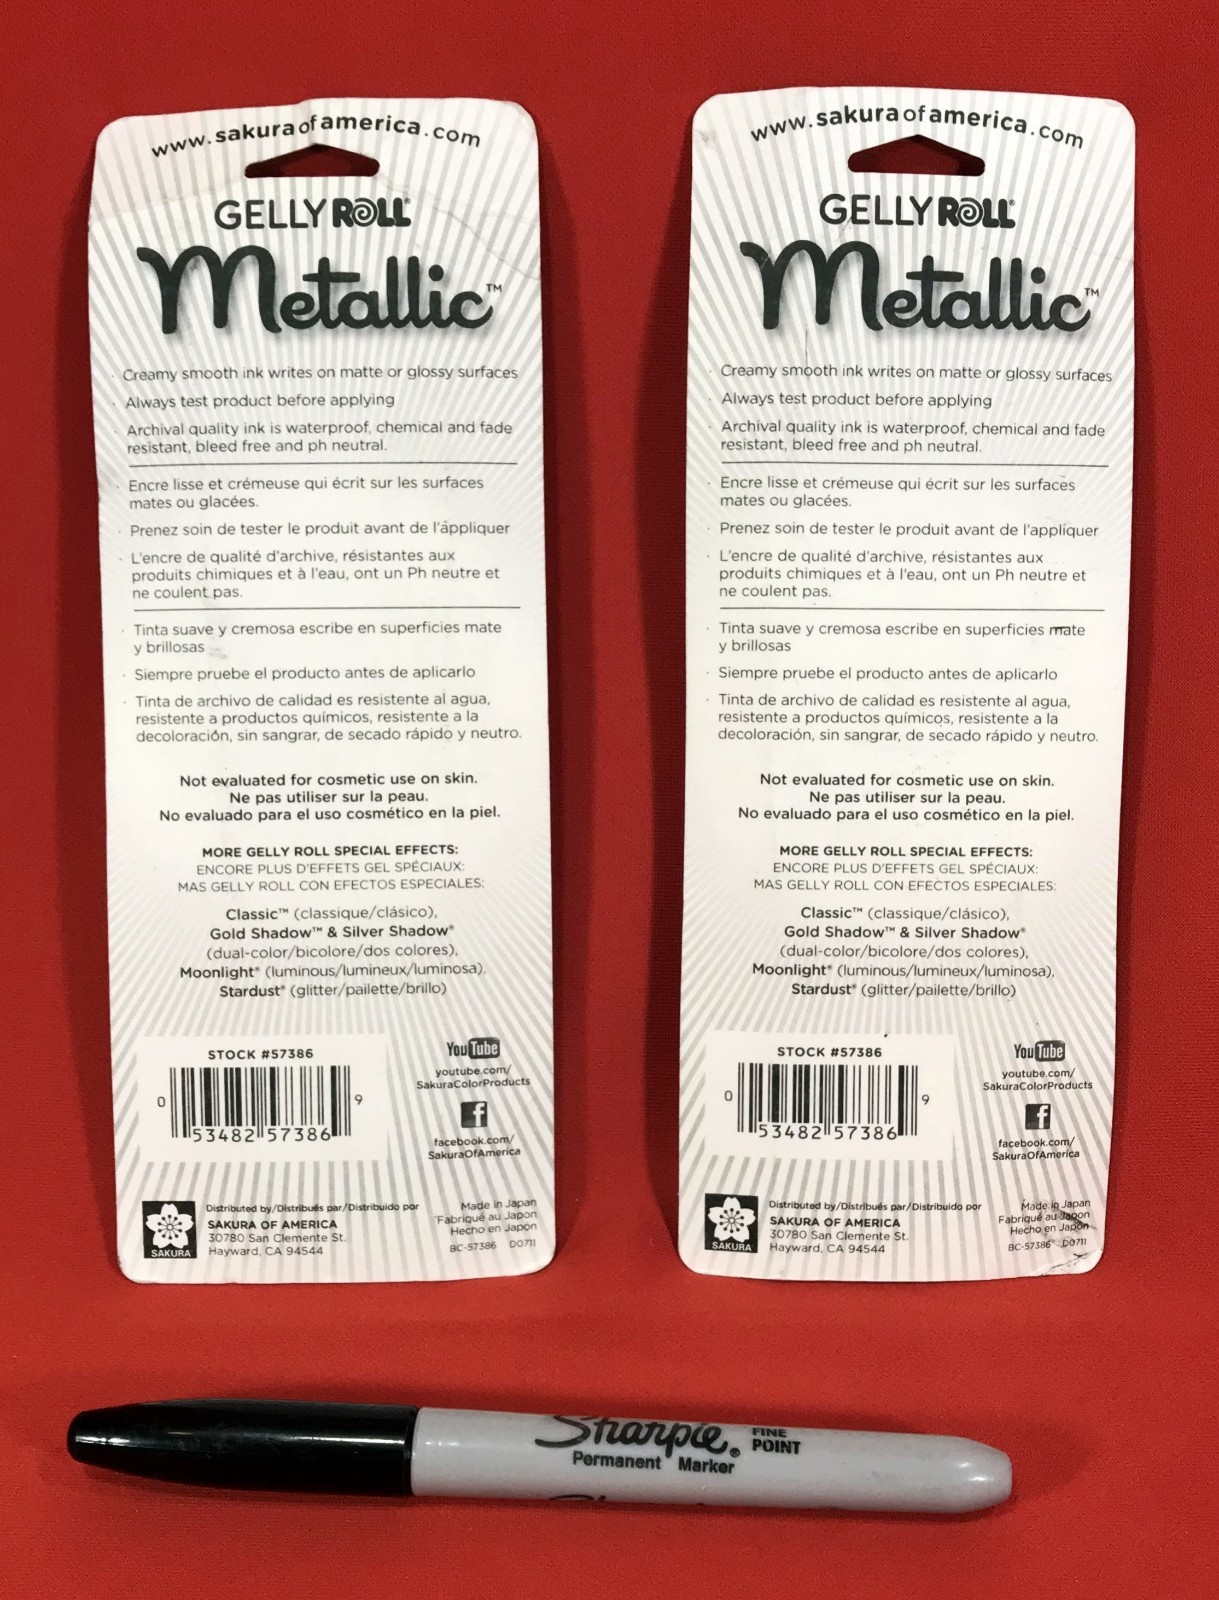 www.sakuraofamerica.com
GELLY ROLL®
Metallic™
· Creamy smooth ink writes on matte or glossy surfaces
· Always test product before applying
· Archival quality ink is waterproof, chemical and fade
resistant, bleed free and ph neutral.
· Encre lisse et crémeuse qui écrit sur les surfaces
mates ou glacées.
· Prenez soin de tester le produit avant de l'appliquer
· L'encre de qualité d'archive, résistantes aux
produits chimiques et à l'eau, ont un Ph neutre et
ne coulent pas.
· Tinta suave y cremosa escribe en superficies mate
y brillosas
· Siempre pruebe el producto antes de aplicarlo
· Tinta de archivo de calidad es resistente al agua,
resistente a productos químicos, resistente a la
decoloración, sin sangrar, de secado rápido y neutro.
Not evaluated for cosmetic use on skin.
Ne pas utiliser sur la peau.
No evaluado para el uso cosmético en la piel.
MORE GELLY ROLL SPECIAL EFFECTS:
ENCORE PLUS D'EFFETS GEL SPÉCIAUX:
MAS GELLY ROLL CON EFECTOS ESPECIALES:
Classic™ (classique/clásico),
Gold Shadow™ & Silver Shadow®
(dual-color/bicolore/dos colores),
Moonlight® (luminous/lumineux/luminosa),
Stardust® (glitter/pailette/brillo)
STOCK #57386
0 53482 57386 9
YouTube
youtube.com/
SakuraColorProducts
f
facebook.com/
SakuraOfAmerica
SAKURA
Distributed by/Distribués par/Distribuido por
SAKURA OF AMERICA
30780 San Clemente St.
Hayward, CA 94544
Made in Japan
Fabriqué au Japon
Hecho en Japón
BC-57386 D0711
www.sakuraofamerica.com
GELLY ROLL®
Metallic™
· Creamy smooth ink writes on matte or glossy surfaces
· Always test product before applying
· Archival quality ink is waterproof, chemical and fade
resistant, bleed free and ph neutral.
· Encre lisse et crémeuse qui écrit sur les surfaces
mates ou glacées.
· Prenez soin de tester le produit avant de l'appliquer
· L'encre de qualité d'archive, résistantes aux
produits chimiques et à l'eau, ont un Ph neutre et
ne coulent pas.
· Tinta suave y cremosa escribe en superficies mate
y brillosas
· Siempre pruebe el producto antes de aplicarlo
· Tinta de archivo de calidad es resistente al agua,
resistente a productos químicos, resistente a la
decoloración, sin sangrar, de secado rápido y neutro.
Not evaluated for cosmetic use on skin.
Ne pas utiliser sur la peau.
No evaluado para el uso cosmético en la piel.
MORE GELLY ROLL SPECIAL EFFECTS:
ENCORE PLUS D'EFFETS GEL SPÉCIAUX:
MAS GELLY ROLL CON EFECTOS ESPECIALES:
Classic™ (classique/clásico),
Gold Shadow™ & Silver Shadow®
(dual-color/bicolore/dos colores),
Moonlight® (luminous/lumineux/luminosa),
Stardust® (glitter/pailette/brillo)
STOCK #57386
0 53482 57386 9
YouTube
youtube.com/
SakuraColorProducts
f
facebook.com/
SakuraOfAmerica
SAKURA
Distributed by/Distribués par/Distribuido por
SAKURA OF AMERICA
30780 San Clemente St.
Hayward, CA 94544
Made in Japan
Fabriqué au Japon
Hecho en Japón
BC-57386 D0711
Sharpie® FINE
POINT
Permanent Marker